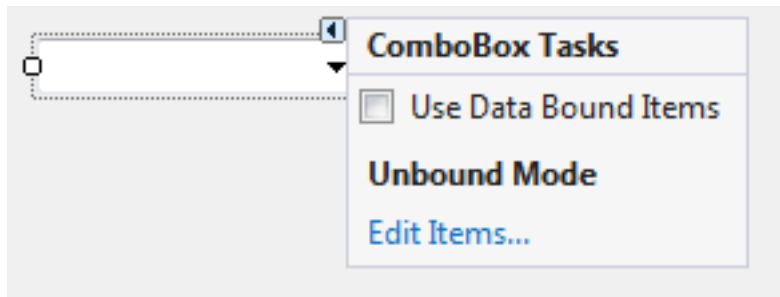 ComboBox Tasks
Use Data Bound Items
Unbound Mode
Edit Items...